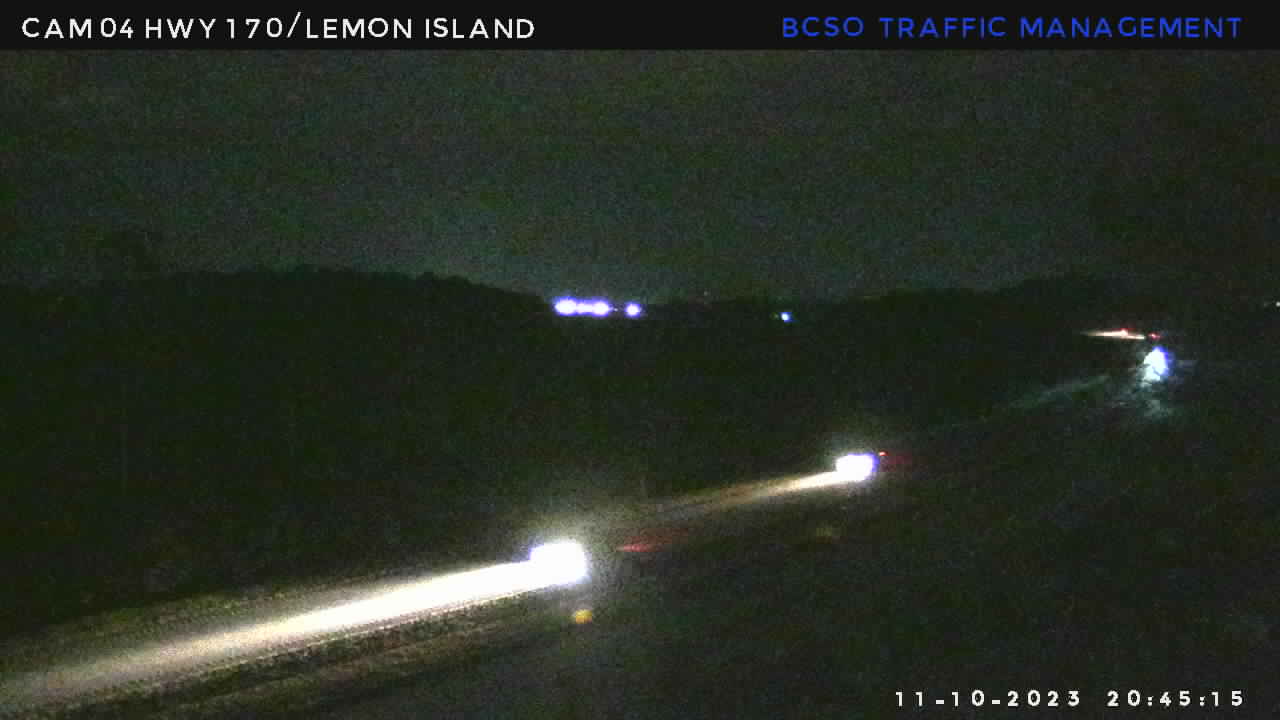 CAM04 HWY 170/LEMON ISLAND
BCSO TRAFFIC MANAGEMENT
11-10-2023 20:45:15